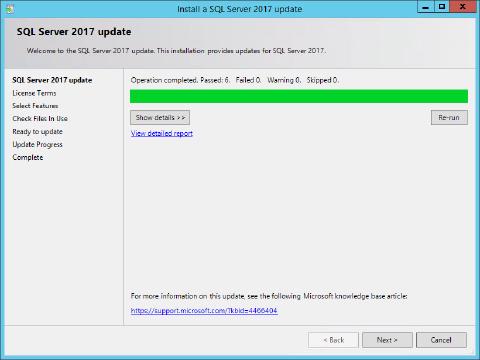 Install a SQL Server 2017 update
SQL Server 2017 update
Welcome to the SQL Server 2017 update. This installation provides updates for SQL Server 2017.
SQL Server 2017 update
License Terms
Select Features
Check Files In Use
Ready to update
Update Progress
Complete
Operation completed. Passed: 6. Failed 0. Warning 0. Skipped 0.
Show details >>
Re-run
View detailed report
For more information on this update, see the following Microsoft knowledge base article:
https://support.microsoft.com/?kbid=4466404
< Back
Next >
Cancel